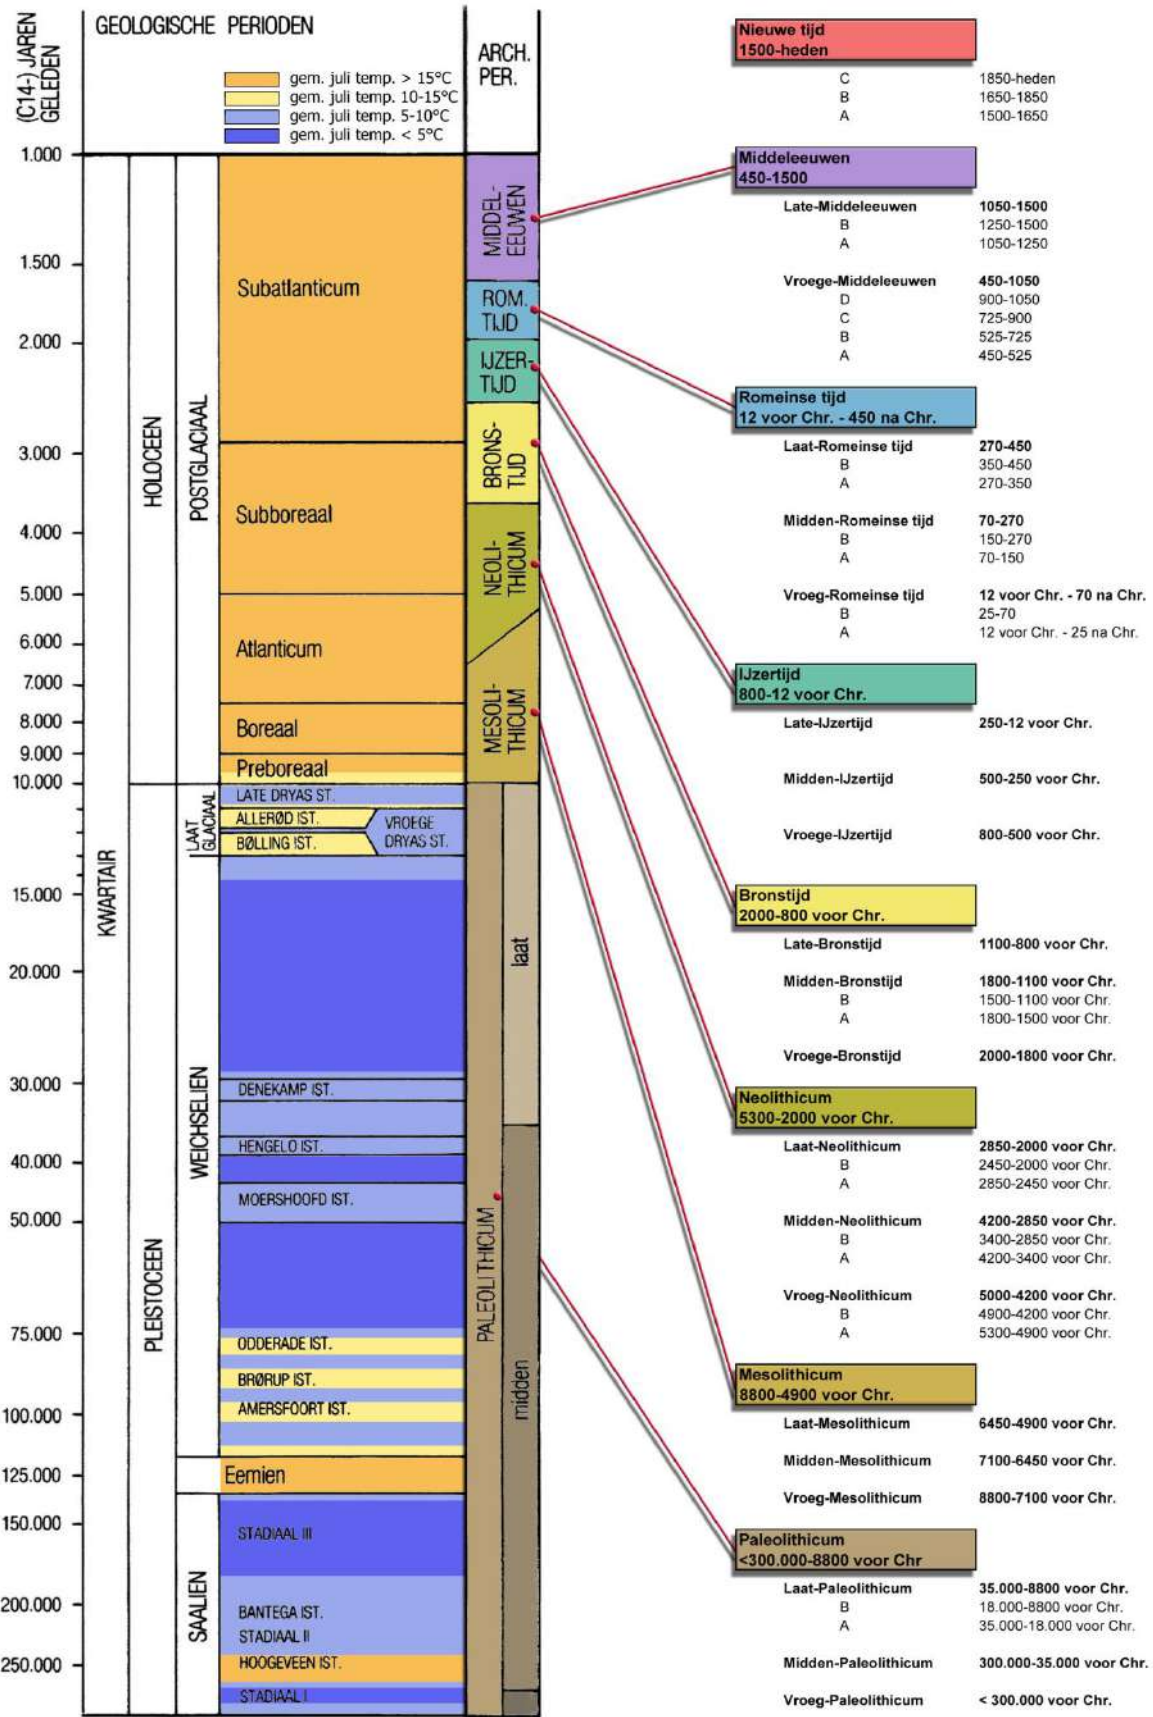 (C14-) JAREN
GELEDEN
GEOLOGISCHE PERIODEN
gem. juli temp. > 15°C
gem. juli temp. 10-15°C
gem. juli temp. 5-10°C
gem. juli temp. < 5°C
ARCH.
PER.
1.000
1.500
2.000
3.000
4.000
5.000
6.000
7.000
8.000
9.000
10.000
15.000
20.000
30.000
40.000
50.000
75.000
100.000
125.000
150.000
200.000
250.000
KWARTAIR
HOLOCEEN
PLEISTOCEEN
POSTGLACIAAL
LAAT
GLACIAAL
WEICHSELIEN
SAALIEN
Subatlanticum
Subboreaal
Atlanticum
Boreaal
Preboreaal
LATE DRYAS ST.
ALLERØD IST.
VROEGE
DRYAS ST.
BØLLING IST.
DENEKAMP IST.
HENGELO IST.
MOERSHOOFD IST.
ODDERADE IST.
BRØRUP IST.
AMERSFOORT IST.
Eemien
STADIAAL III
BANTEGA IST.
STADIAAL II
HOOGEVEEN IST.
STADIAAL I
MIDDEL-
EEUWEN
ROM.
TIJD
IJZER-
TIJD
BRONS-
TIJD
NEOLI-
THICUM
MESOLI-
THICUM
PALEOLITHICUM
laat
midden
Nieuwe tijd
1500-heden
C 1850-heden
B 1650-1850
A 1500-1650
Middeleeuwen
450-1500
Late-Middeleeuwen 1050-1500
B 1250-1500
A 1050-1250
Vroege-Middeleeuwen 450-1050
D 900-1050
C 725-900
B 525-725
A 450-525
Romeinse tijd
12 voor Chr. - 450 na Chr.
Laat-Romeinse tijd 270-450
B 350-450
A 270-350
Midden-Romeinse tijd 70-270
B 150-270
A 70-150
Vroeg-Romeinse tijd 12 voor Chr. - 70 na Chr.
B 25-70
A 12 voor Chr. - 25 na Chr.
IJzertijd
800-12 voor Chr.
Late-IJzertijd 250-12 voor Chr.
Midden-IJzertijd 500-250 voor Chr.
Vroege-IJzertijd 800-500 voor Chr.
Bronstijd
2000-800 voor Chr.
Late-Bronstijd 1100-800 voor Chr.
Midden-Bronstijd 1800-1100 voor Chr.
B 1500-1100 voor Chr.
A 1800-1500 voor Chr.
Vroege-Bronstijd 2000-1800 voor Chr.
Neolithicum
5300-2000 voor Chr.
Laat-Neolithicum 2850-2000 voor Chr.
B 2450-2000 voor Chr.
A 2850-2450 voor Chr.
Midden-Neolithicum 4200-2850 voor Chr.
B 3400-2850 voor Chr.
A 4200-3400 voor Chr.
Vroeg-Neolithicum 5000-4200 voor Chr.
B 4900-4200 voor Chr.
A 5300-4900 voor Chr.
Mesolithicum
8800-4900 voor Chr.
Laat-Mesolithicum 6450-4900 voor Chr.
Midden-Mesolithicum 7100-6450 voor Chr.
Vroeg-Mesolithicum 8800-7100 voor Chr.
Paleolithicum
<300.000-8800 voor Chr
Laat-Paleolithicum 35.000-8800 voor Chr.
B 18.000-8800 voor Chr.
A 35.000-18.000 voor Chr.
Midden-Paleolithicum 300.000-35.000 voor Chr.
Vroeg-Paleolithicum < 300.000 voor Chr.